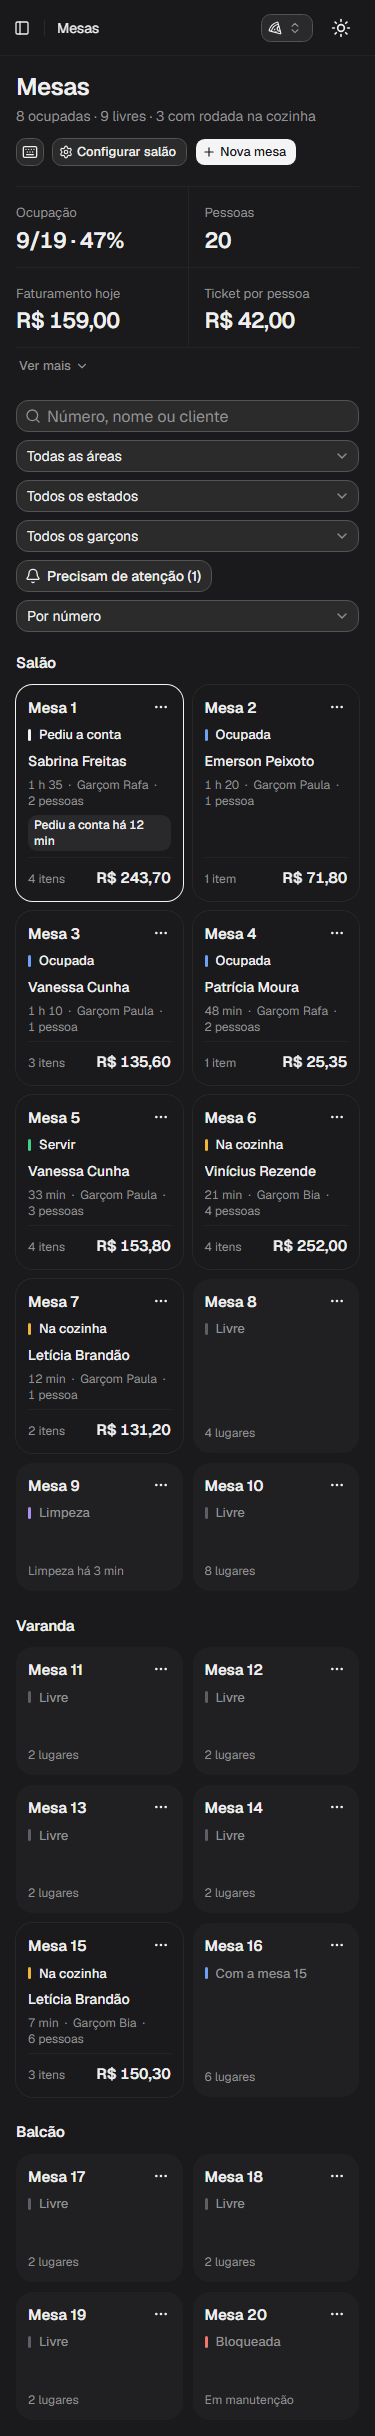 Mesas
Mesas
8 ocupadas · 9 livres · 3 com rodada na cozinha
Configurar salão
Nova mesa
Ocupação
Pessoas
9/19 · 47%
20
Faturamento hoje
Ticket por pessoa
R$ 159,00
R$ 42,00
Ver mais
Número, nome ou cliente
Todas as áreas
Todos os estados
Todos os garçons
Precisam de atenção (1)
Por número
Salão
Mesa 1
Pediu a conta
Sabrina Freitas
1 h 35 · Garçom Rafa ·
2 pessoas
Pediu a conta há 12
min
4 itens
R$ 243,70
Mesa 2
Ocupada
Emerson Peixoto
1 h 20 · Garçom Paula ·
1 pessoa
1 item
R$ 71,80
Mesa 3
Ocupada
Vanessa Cunha
1 h 10 · Garçom Paula ·
1 pessoa
3 itens
R$ 135,60
Mesa 4
Ocupada
Patrícia Moura
48 min · Garçom Rafa ·
2 pessoas
1 item
R$ 25,35
Mesa 5
Servir
Vanessa Cunha
33 min · Garçom Paula ·
3 pessoas
4 itens
R$ 153,80
Mesa 6
Na cozinha
Vinícius Rezende
21 min · Garçom Bia ·
4 pessoas
4 itens
R$ 252,00
Mesa 7
Na cozinha
Letícia Brandão
12 min · Garçom Paula ·
1 pessoa
2 itens
R$ 131,20
Mesa 8
Livre
4 lugares
Mesa 9
Limpeza
Limpeza há 3 min
Mesa 10
Livre
8 lugares
Varanda
Mesa 11
Livre
2 lugares
Mesa 12
Livre
2 lugares
Mesa 13
Livre
2 lugares
Mesa 14
Livre
2 lugares
Mesa 15
Na cozinha
Letícia Brandão
7 min · Garçom Bia ·
6 pessoas
3 itens
R$ 150,30
Mesa 16
Com a mesa 15
6 lugares
Balcão
Mesa 17
Livre
2 lugares
Mesa 18
Livre
2 lugares
Mesa 19
Livre
2 lugares
Mesa 20
Bloqueada
Em manutenção